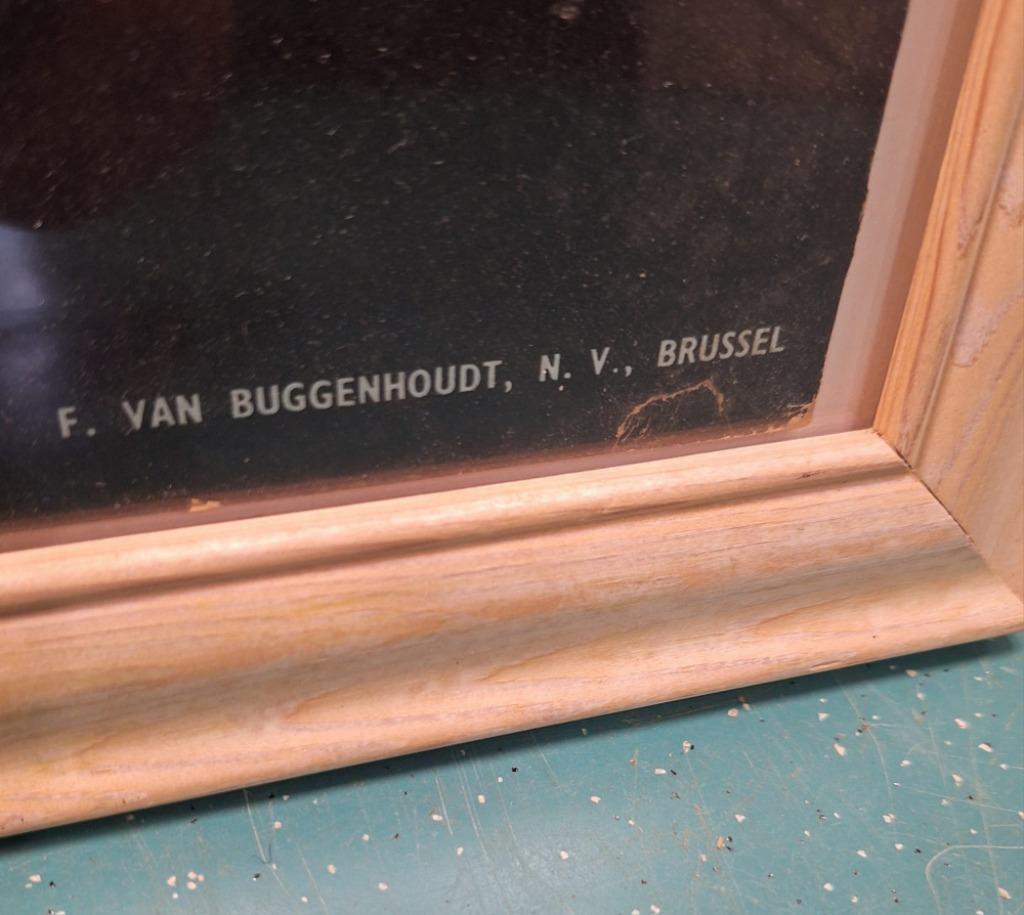 F. VAN BUGGENHOUDT, N. V., BRUSSEL